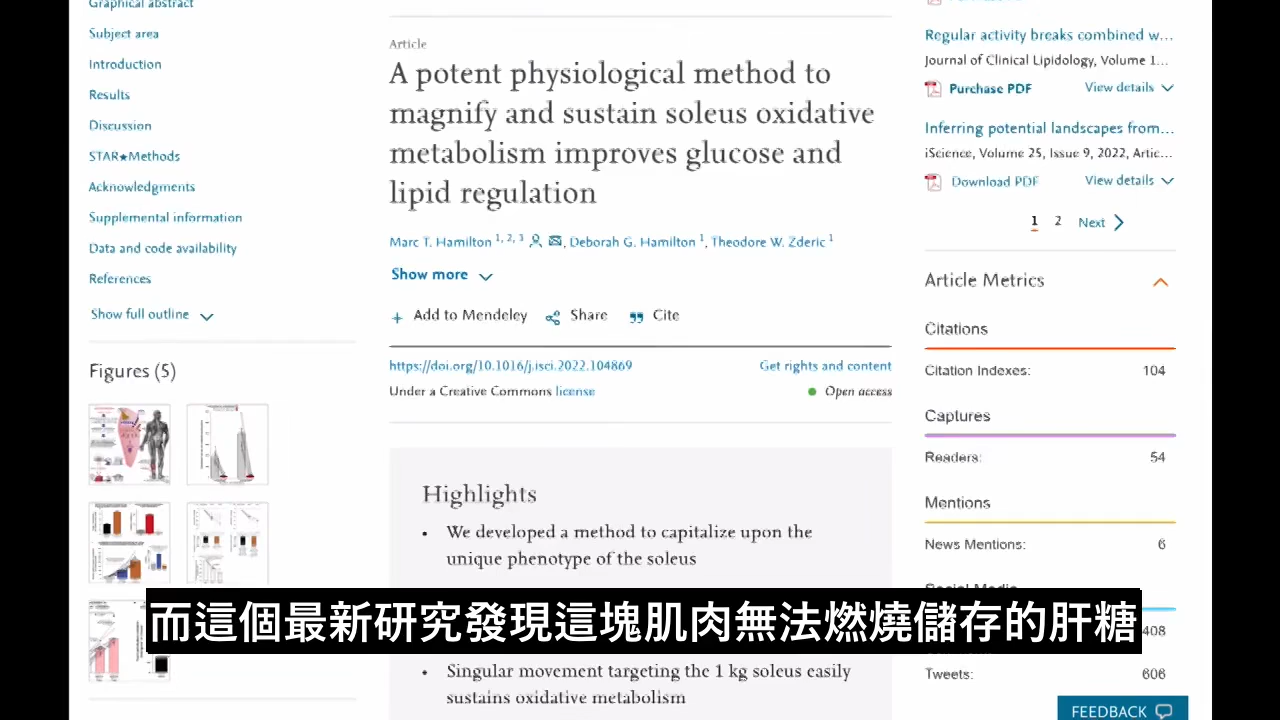 Graphical abstract
Subject area
Introduction
Results
Discussion
STAR★Methods
Acknowledgments
Supplemental information
Data and code availability
References
Show full outline
Figures (5)
Article
A potent physiological method to
magnify and sustain soleus oxidative
metabolism improves glucose and
lipid regulation
Marc T. Hamilton 1, 2, 3, Deborah G. Hamilton 1, Theodore W. Zderic 1
Show more
Add to Mendeley Share Cite
https://doi.org/10.1016/j.isci.2022.104869 Get rights and content
Under a Creative Commons license Open access
Highlights
• We developed a method to capitalize upon the
unique phenotype of the soleus
• Singular movement targeting the 1 kg soleus easily
sustains oxidative metabolism
Regular activity breaks combined w…
Journal of Clinical Lipidology, Volume 1…
Purchase PDF View details
Inferring potential landscapes from…
iScience, Volume 25, Issue 9, 2022, Artic…
Download PDF View details
1 2 Next
Article Metrics
Citations
Citation Indexes: 104
Captures
Readers: 54
Mentions
News Mentions: 6
Social Media
408
Tweets: 606
FEEDBACK
而這個最新研究發現這塊肌肉無法燃燒儲存的肝糖